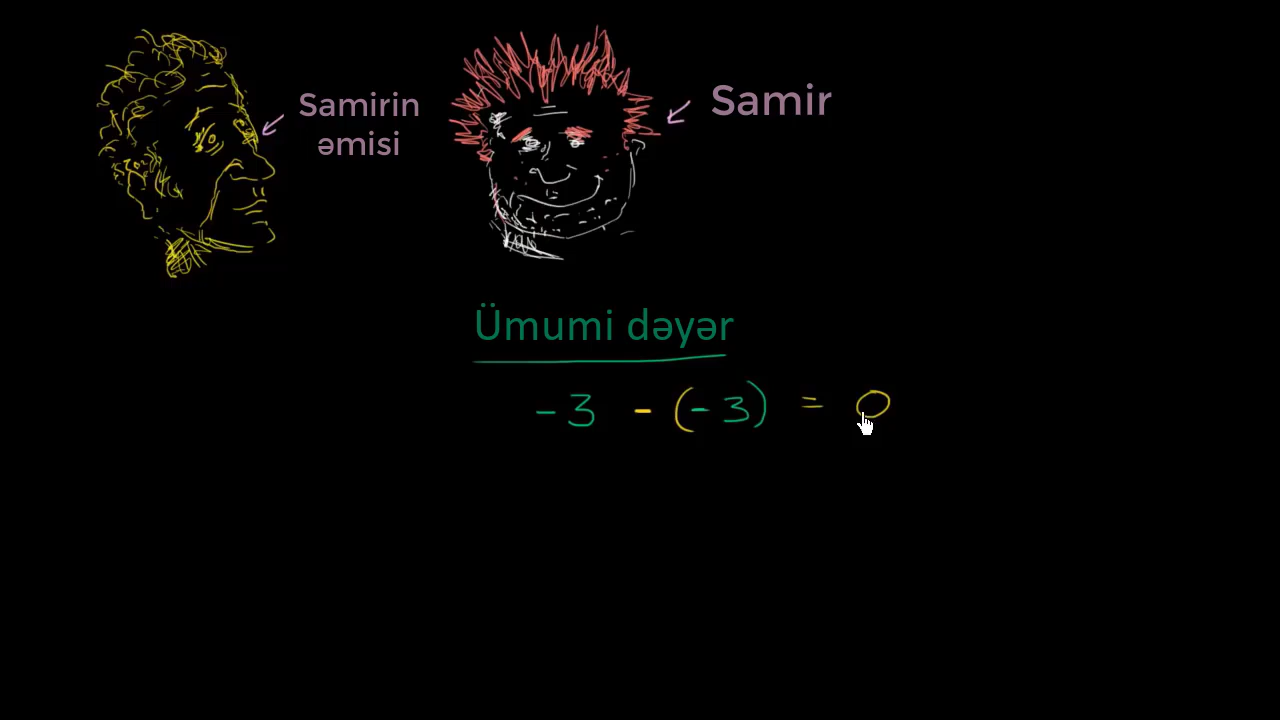 Samirin
əmisi
Samir
Ümumi dəyər
-3 - (-3) = 0